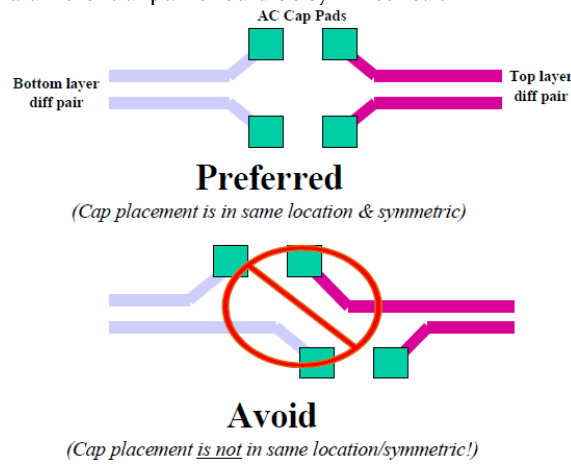 AC Cap Pads
Bottom layer
diff pair
Top layer
diff pair
Preferred
(Cap placement is in same location & symmetric)
Avoid
(Cap placement is not in same location/symmetric!)